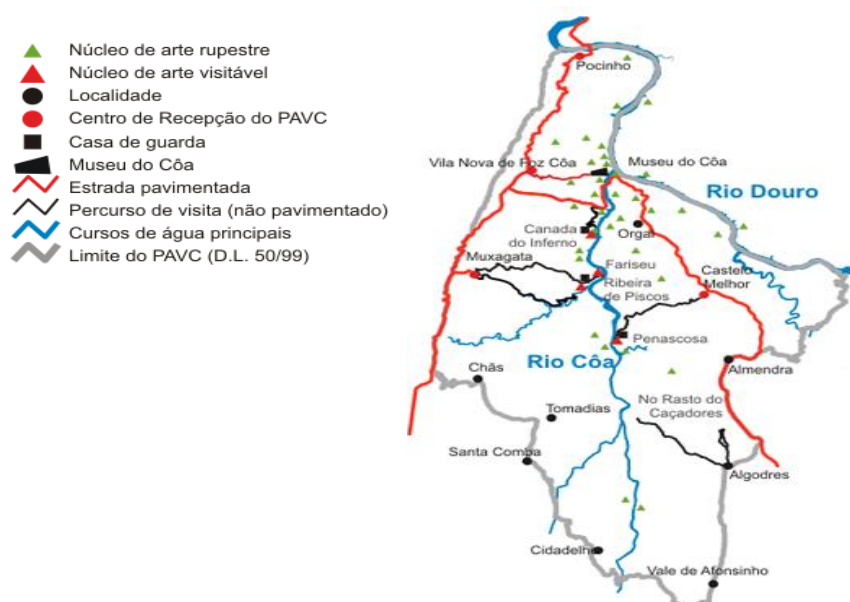 Núcleo de arte rupestre
Núcleo de arte visitável
Localidade
Centro de Recepção do PAVC
Casa de guarda
Museu do Côa
Estrada pavimentada
Percurso de visita (não pavimentado)
Cursos de água principais
Limite do PAVC (D.L. 50/99)
Pocinho
Vila Nova de Foz Côa
Museu do Côa
Rio Douro
Canada
do Inferno
Orgal
Muxagata
Fariseu
Ribeira
de Piscos
Castelo
Melhor
Penascosa
Rio Côa
Almendra
Chãs
No Rasto do
Caçadores
Tomadias
Santa Comba
Algodres
Cidadelhe
Vale de Afonsinho